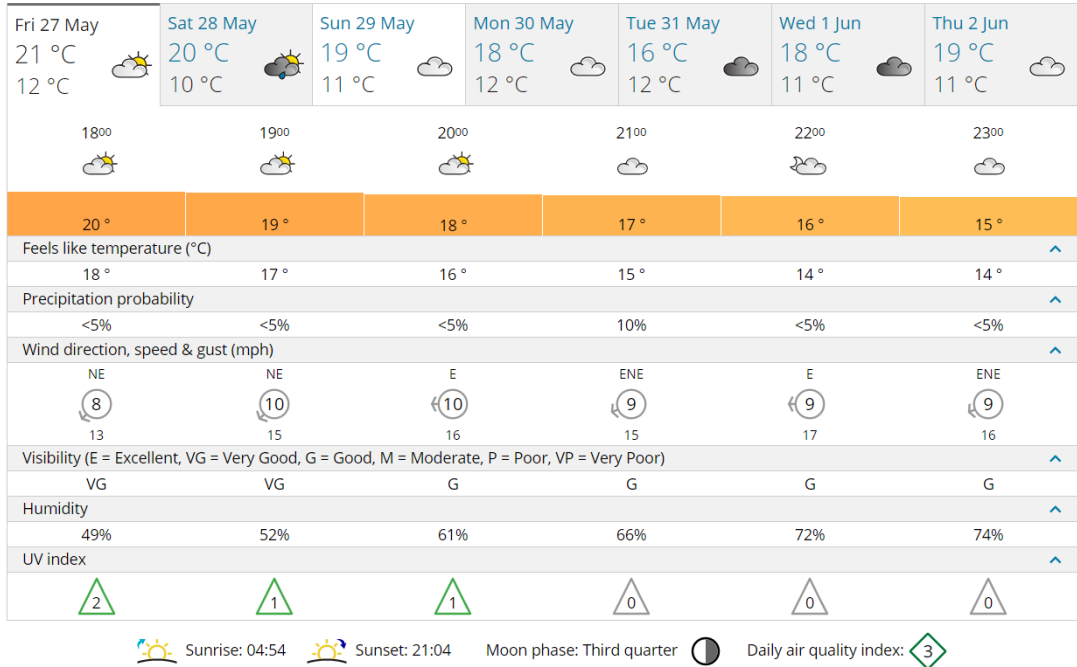 Fri 27 May Sat 28 May Sun 29 May Mon 30 May Tue 31 May Wed 1 Jun Thu 2 Jun
21 °C 20 °C 19 °C 18 °C 16 °C 18 °C 19 °C
12 °C 10 °C 11 °C 12 °C 12 °C 11 °C 11 °C
1800 1900 2000 2100 2200 2300
20 ° 19 ° 18 ° 17 ° 16 ° 15 °
Feels like temperature (°C)
18 ° 17 ° 16 ° 15 ° 14 ° 14 °
Precipitation probability
<5% <5% <5% 10% <5% <5%
Wind direction, speed & gust (mph)
NE NE E ENE E ENE
8 10 10 9 9 9
13 15 16 15 17 16
Visibility (E = Excellent, VG = Very Good, G = Good, M = Moderate, P = Poor, VP = Very Poor)
VG VG G G G G
Humidity
49% 52% 61% 66% 72% 74%
UV index
2 1 1 0 0 0
Sunrise: 04:54 Sunset: 21:04 Moon phase: Third quarter Daily air quality index: 3